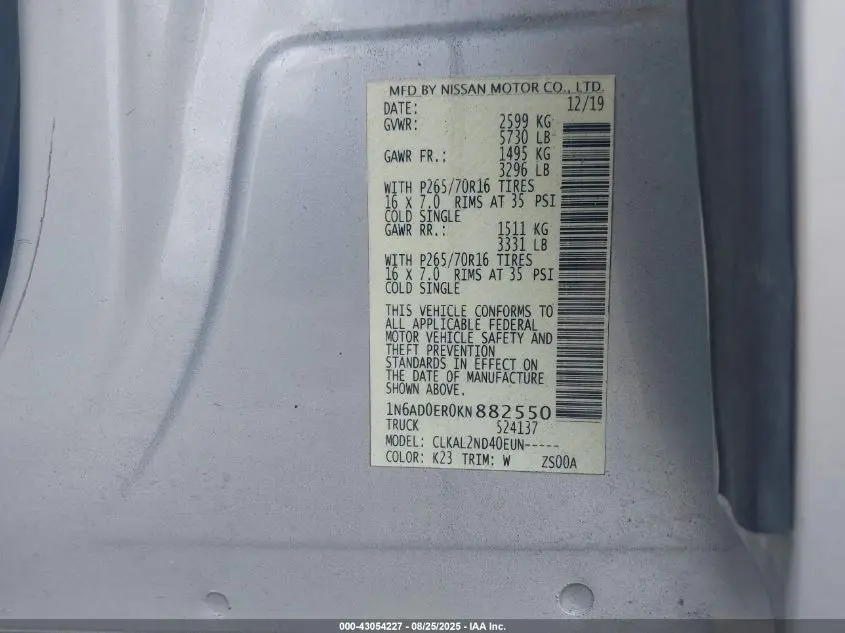 MFD BY NISSAN MOTOR CO., LTD.
DATE: 12/19
GVWR: 2599 KG
5730 LB
GAWR FR.: 1495 KG
3296 LB
WITH P265/70R16 TIRES
16 X 7.0 RIMS AT 35 PSI
COLD SINGLE
GAWR RR.: 1511 KG
3331 LB
WITH P265/70R16 TIRES
16 X 7.0 RIMS AT 35 PSI
COLD SINGLE
THIS VEHICLE CONFORMS TO
ALL APPLICABLE FEDERAL
MOTOR VEHICLE SAFETY AND
THEFT PREVENTION
STANDARDS IN EFFECT ON
THE DATE OF MANUFACTURE
SHOWN ABOVE.
1N6AD0ER0KN882550
TRUCK S24137
MODEL: CLKAL2ND40EUN-----
COLOR: K23 TRIM: W ZS00A
000-43054227 - 08/25/2025 - IAA Inc.